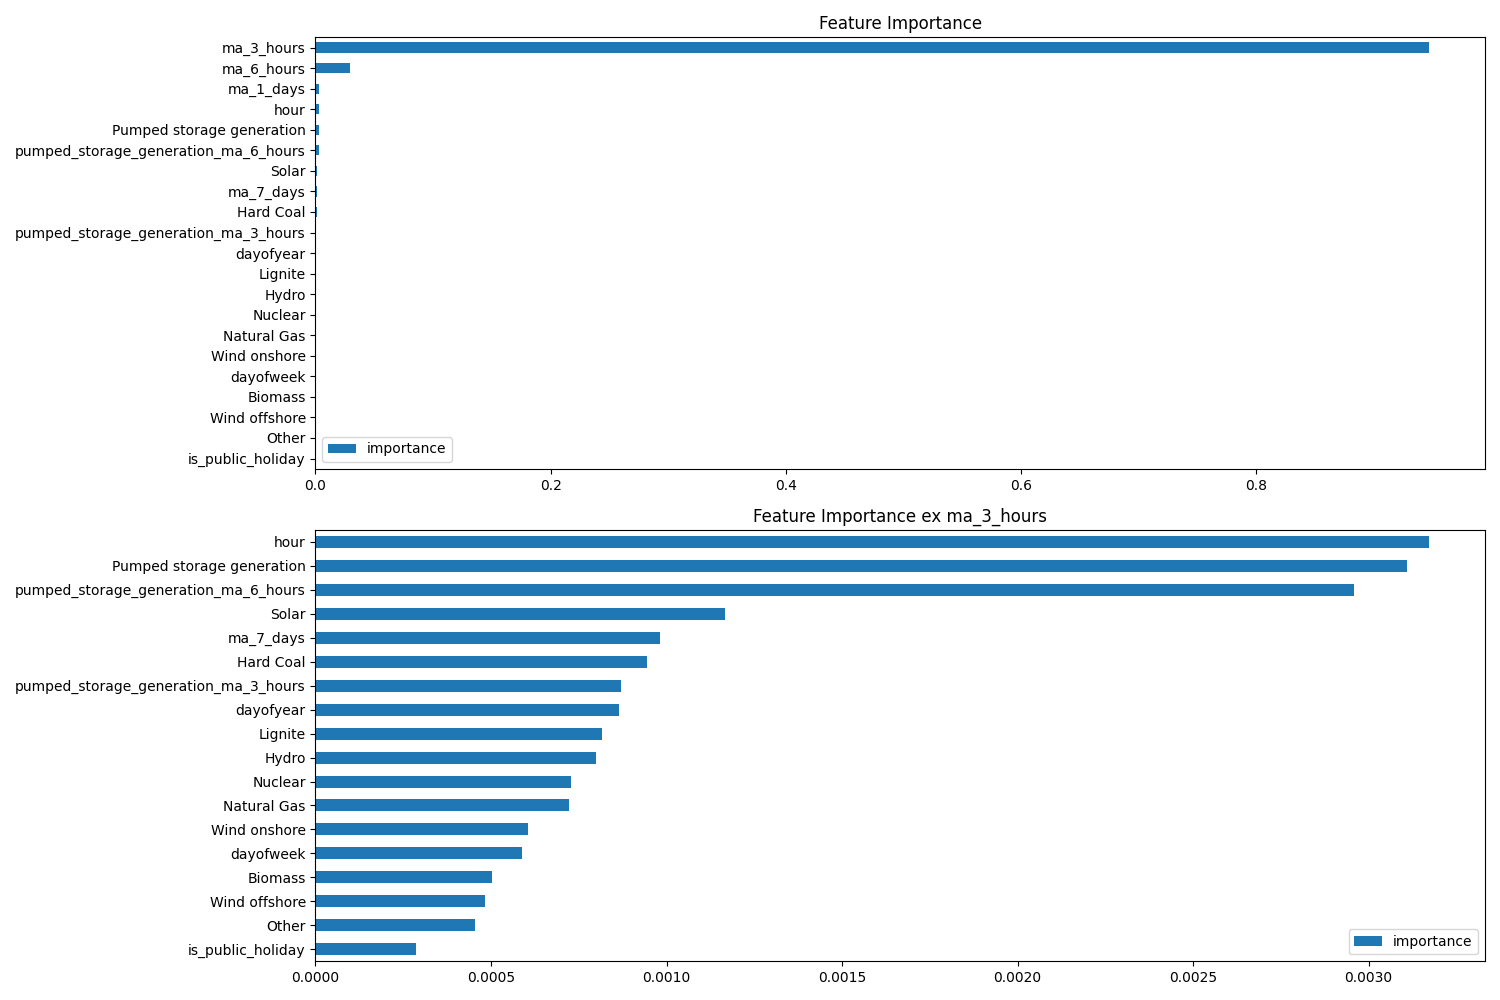 Feature Importance
ma_3_hours
ma_6_hours
ma_1_days
hour
Pumped storage generation
pumped_storage_generation_ma_6_hours
Solar
ma_7_days
Hard Coal
pumped_storage_generation_ma_3_hours
dayofyear
Lignite
Hydro
Nuclear
Natural Gas
Wind onshore
dayofweek
Biomass
Wind offshore
Other
is_public_holiday
importance
0.0 0.2 0.4 0.6 0.8
Feature Importance ex ma_3_hours
hour
Pumped storage generation
pumped_storage_generation_ma_6_hours
Solar
ma_7_days
Hard Coal
pumped_storage_generation_ma_3_hours
dayofyear
Lignite
Hydro
Nuclear
Natural Gas
Wind onshore
dayofweek
Biomass
Wind offshore
Other
is_public_holiday
importance
0.0000 0.0005 0.0010 0.0015 0.0020 0.0025 0.0030